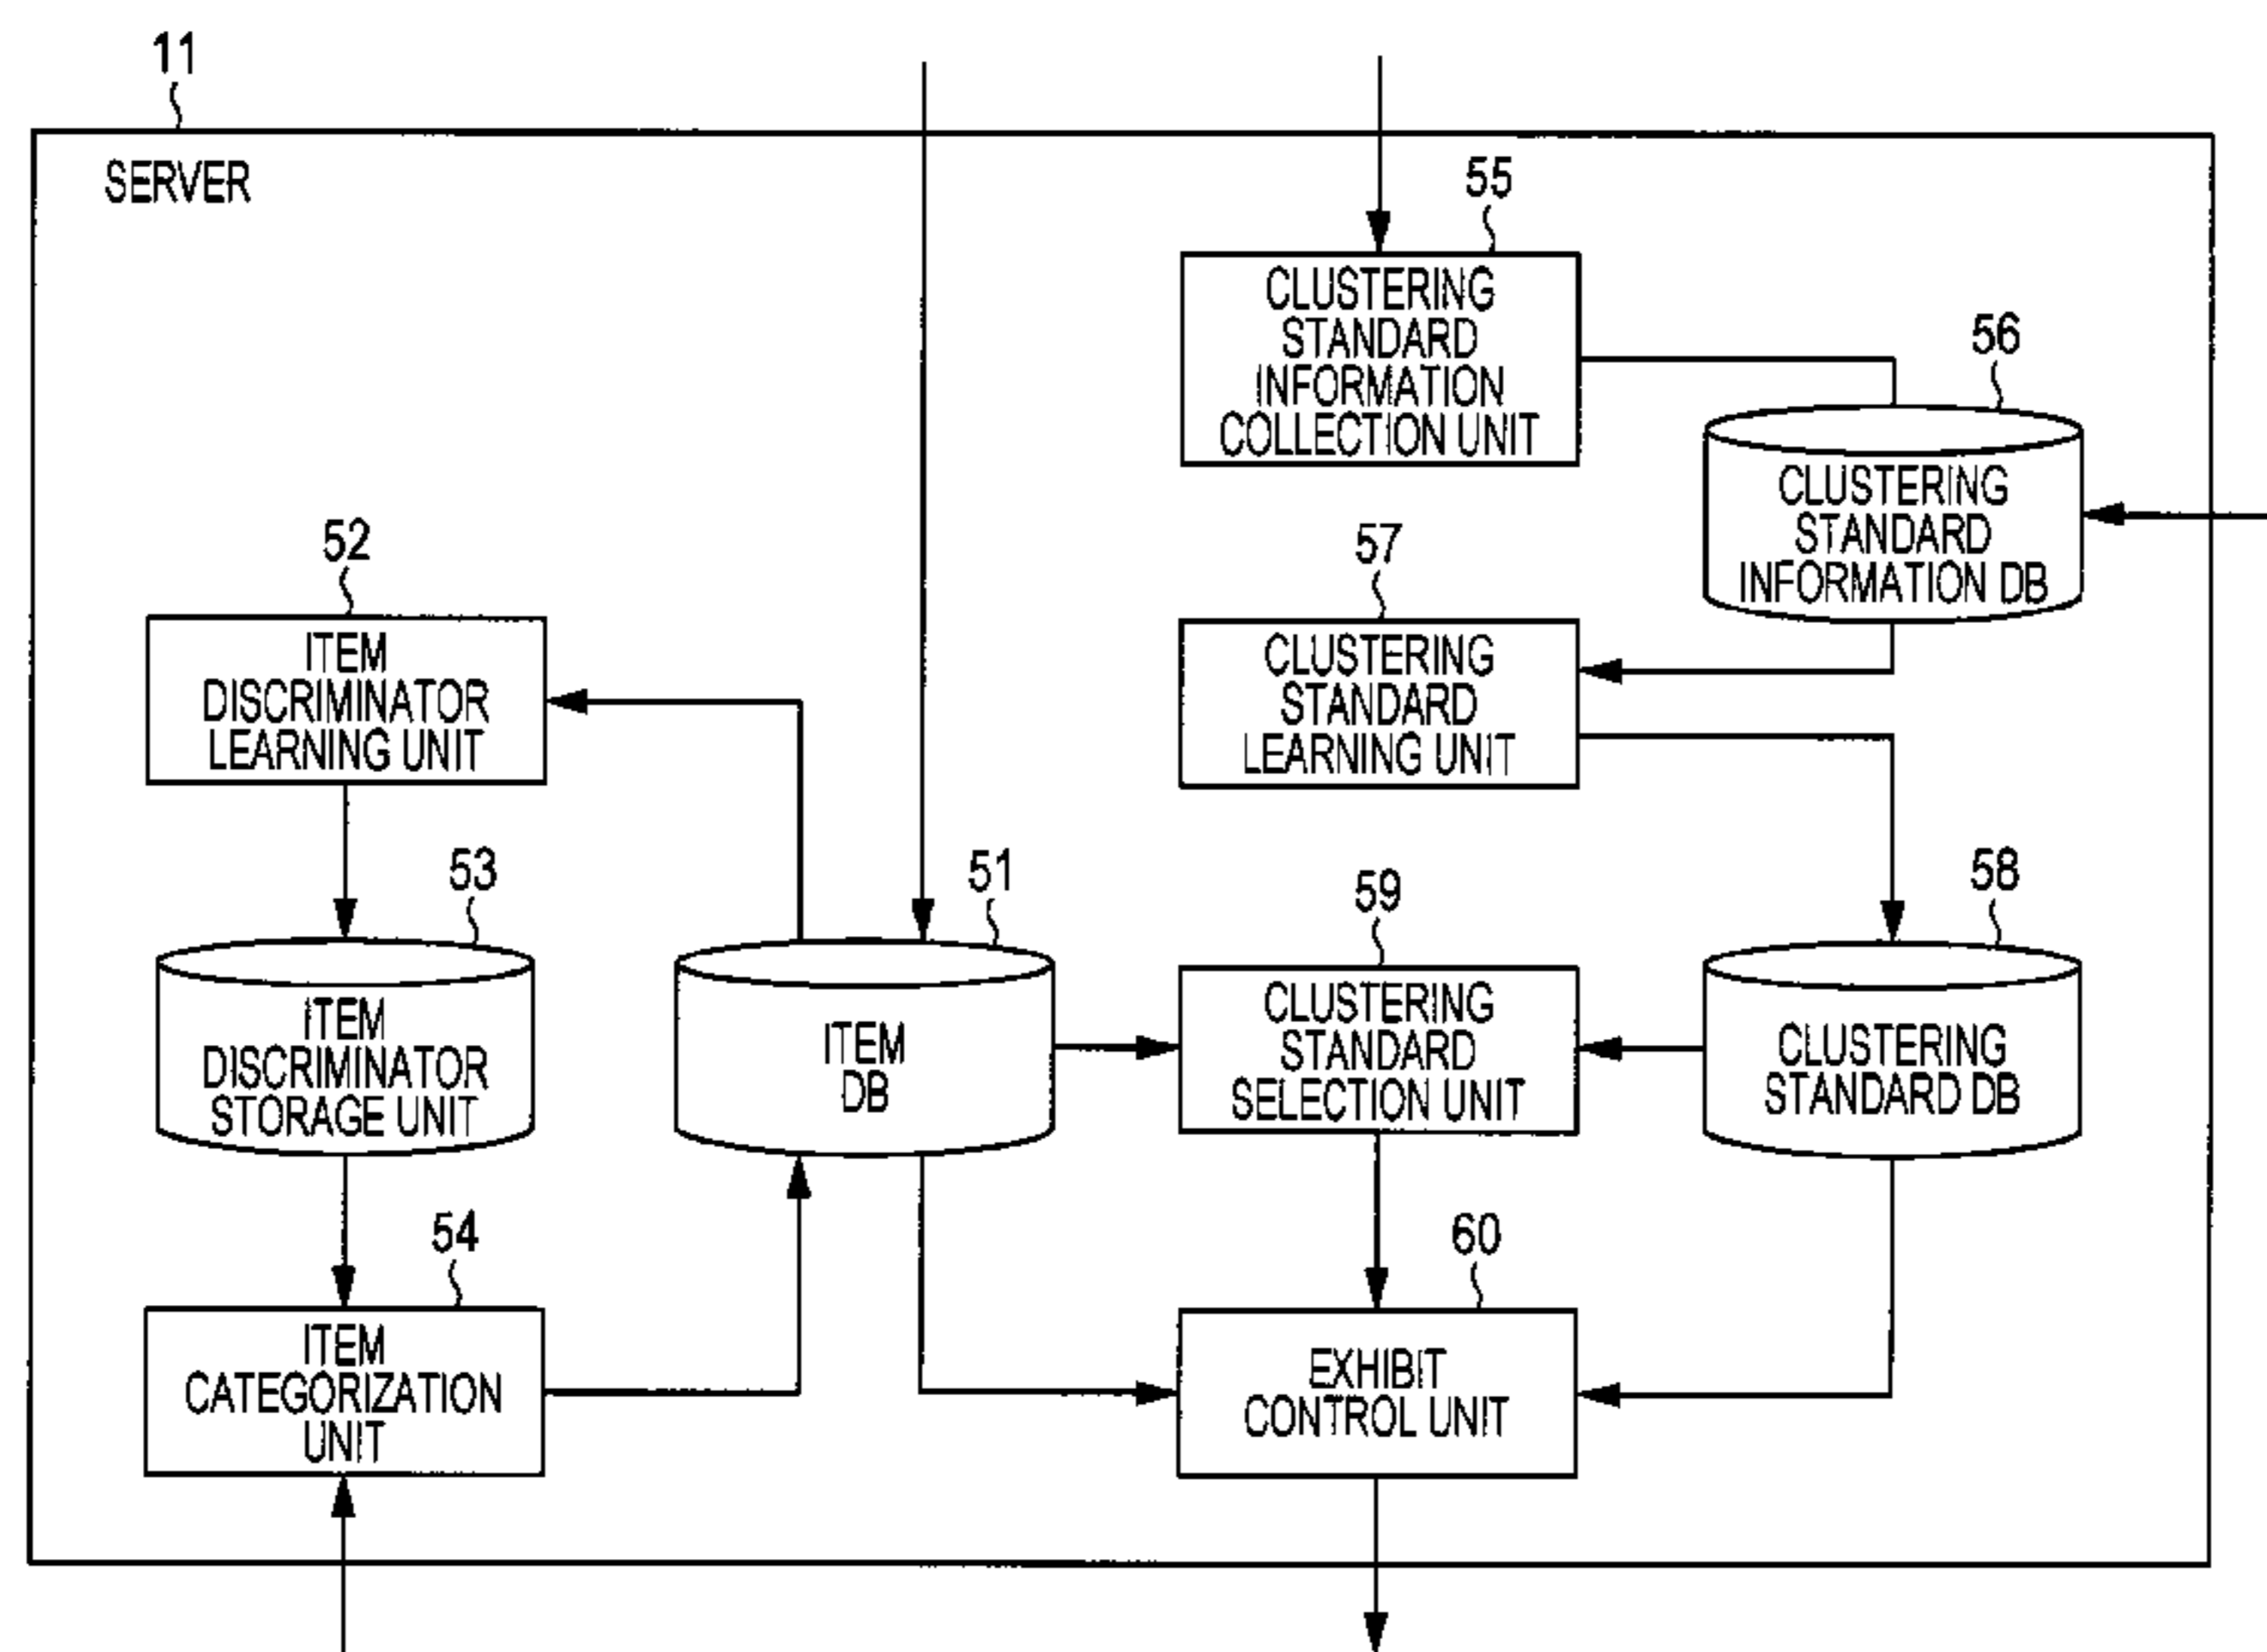 11
SERVER
55
CLUSTERING
STANDARD
INFORMATION
COLLECTION UNIT
56
CLUSTERING
STANDARD
INFORMATION DB
52
ITEM
DISCRIMINATOR
LEARNING UNIT
57
CLUSTERING
STANDARD
LEARNING UNIT
53
ITEM
DISCRIMINATOR
STORAGE UNIT
51
ITEM
DB
59
CLUSTERING
STANDARD
SELECTION UNIT
58
CLUSTERING
STANDARD DB
54
ITEM
CATEGORIZATION
UNIT
60
EXHIBIT
CONTROL UNIT